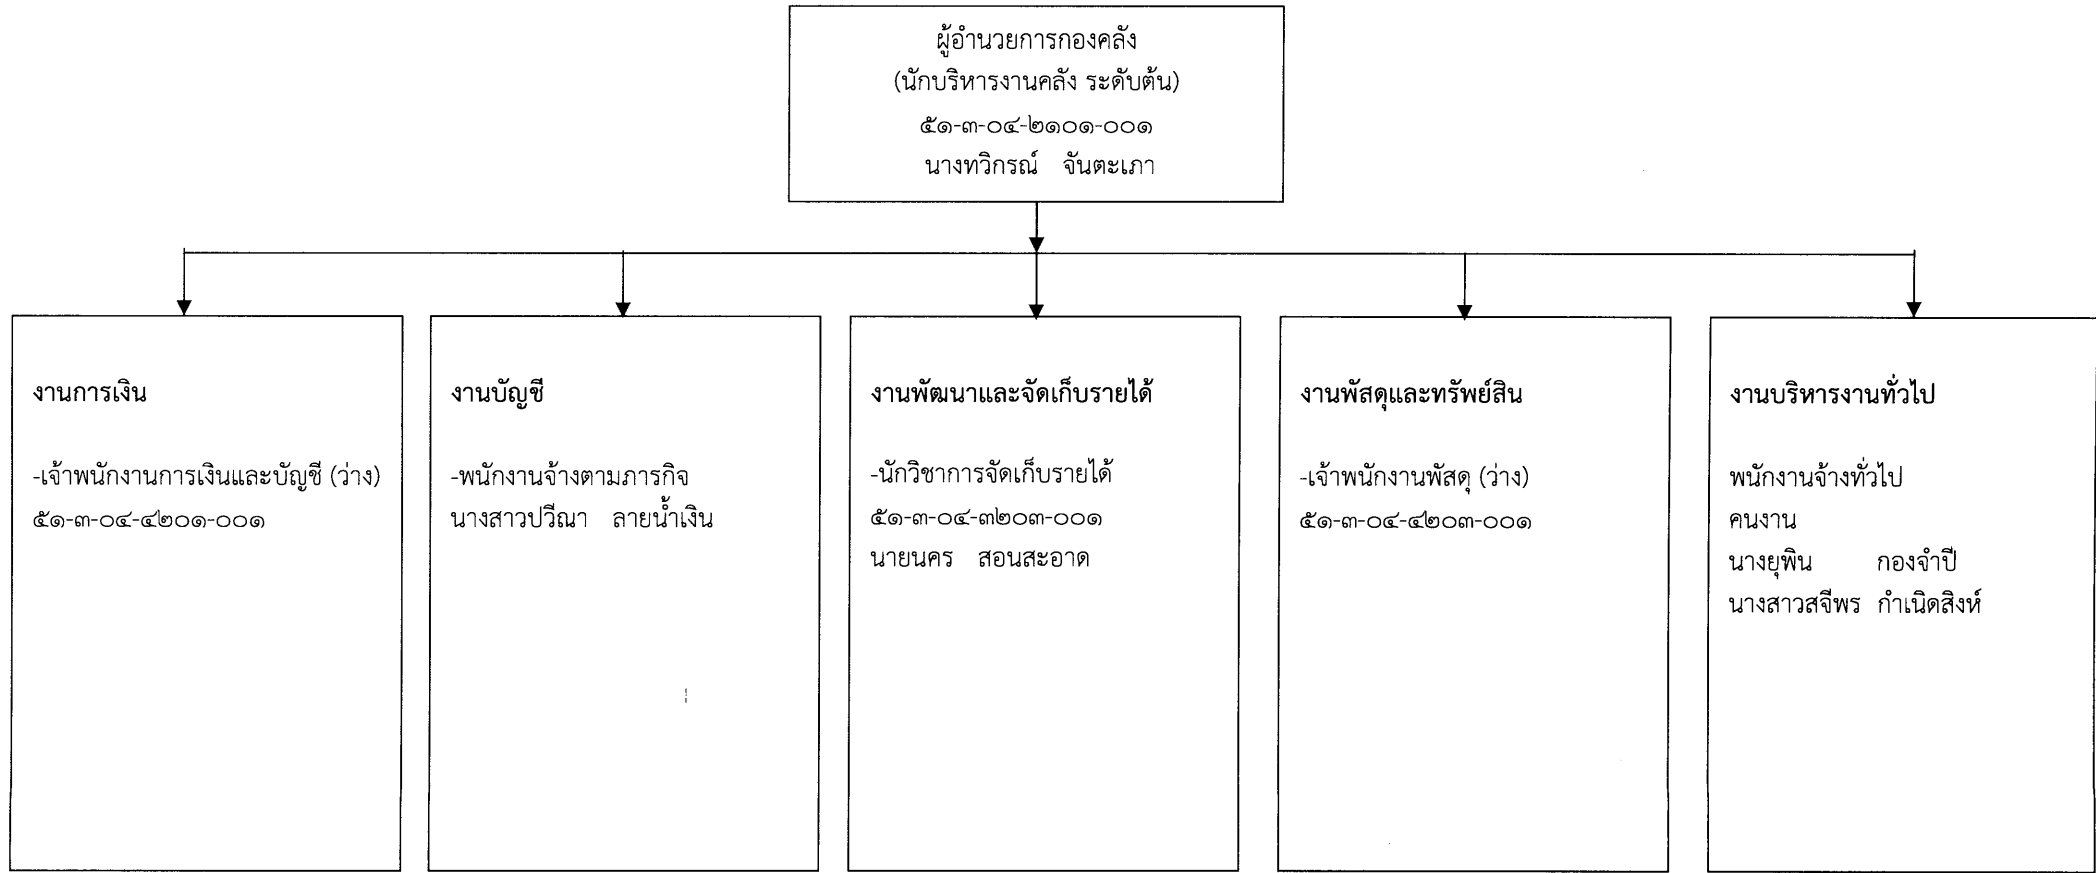 ผู้อำนวยการกองคลัง
(นักบริหารงานคลัง ระดับต้น)
๕๑-๓-๐๔-๒๑๐๑-๐๐๑
นางทวิกรณ์ จันตะเภา
งานการเงิน
-เจ้าพนักงานการเงินและบัญชี (ว่าง)
๕๑-๓-๐๔-๔๒๐๑-๐๐๑
งานบัญชี
-พนักงานจ้างตามภารกิจ
นางสาวปวีณา ลายน้ำเงิน
งานพัฒนาและจัดเก็บรายได้
-นักวิชาการจัดเก็บรายได้
๕๑-๓-๐๔-๓๒๐๓-๐๐๑
นายนคร สอนสะอาด
งานพัสดุและทรัพย์สิน
-เจ้าพนักงานพัสดุ (ว่าง)
๕๑-๓-๐๔-๔๒๐๓-๐๐๑
งานบริหารงานทั่วไป
พนักงานจ้างทั่วไป
คนงาน
นางยุพิน กองจำปี
นางสาวสจีพร กำเนิดสิงห์